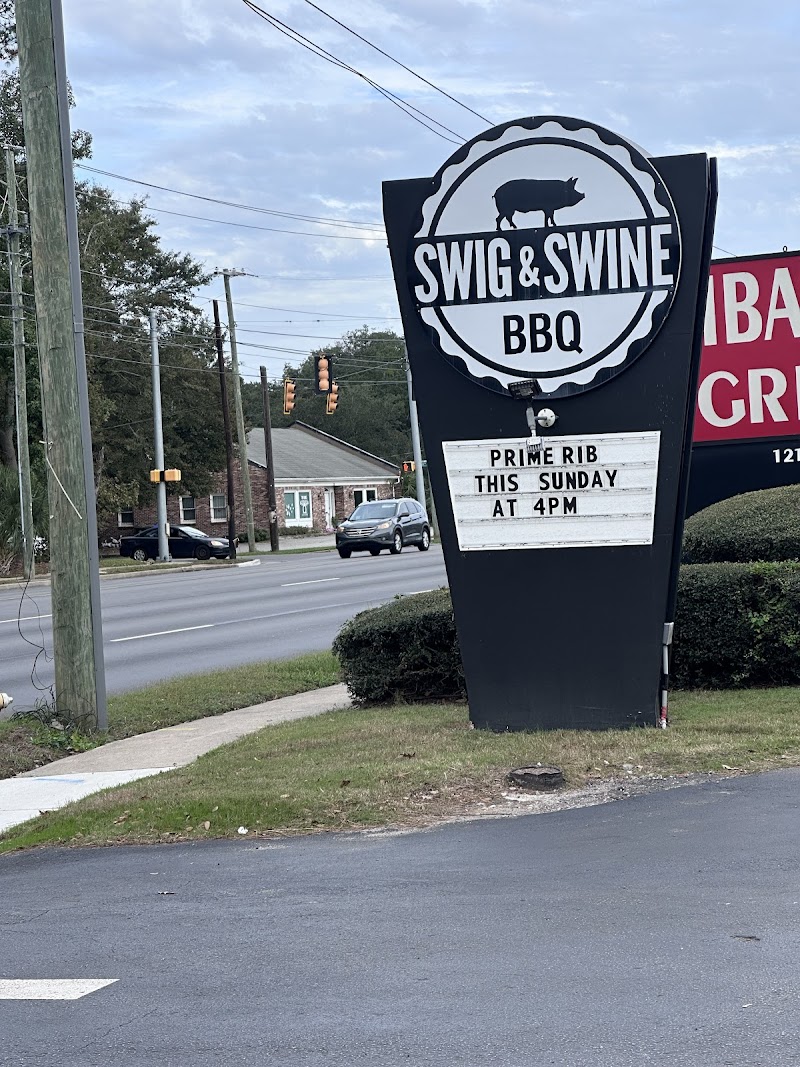 SWIG & SWINE
BBQ
PRIME RIB
THIS SUNDAY
AT 4PM